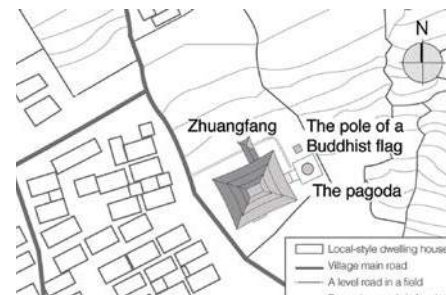 N
Zhuangfang
The pole of a
Buddhist flag
The pagoda
Local-style dwelling house
Village main road
A level road in a field